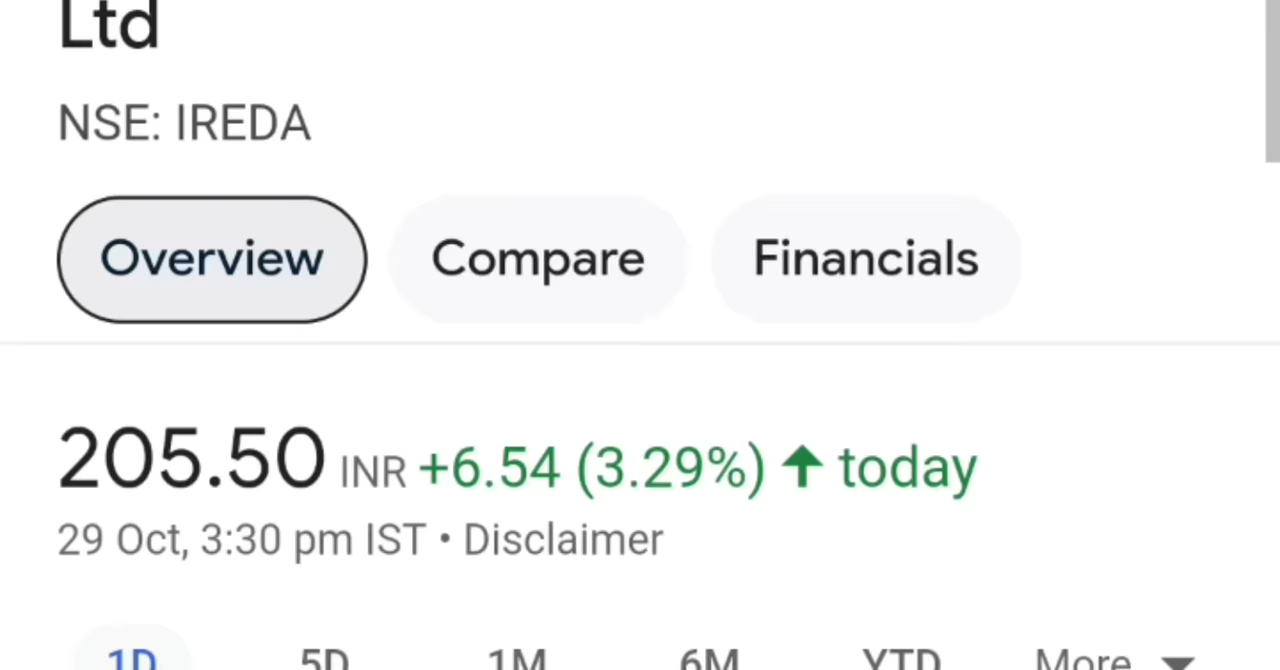 Ltd
NSE: IREDA
Overview Compare Financials
205.50 INR +6.54 (3.29%) ↑ today
29 Oct, 3:30 pm IST • Disclaimer
1D 5D 1M 6M YTD More